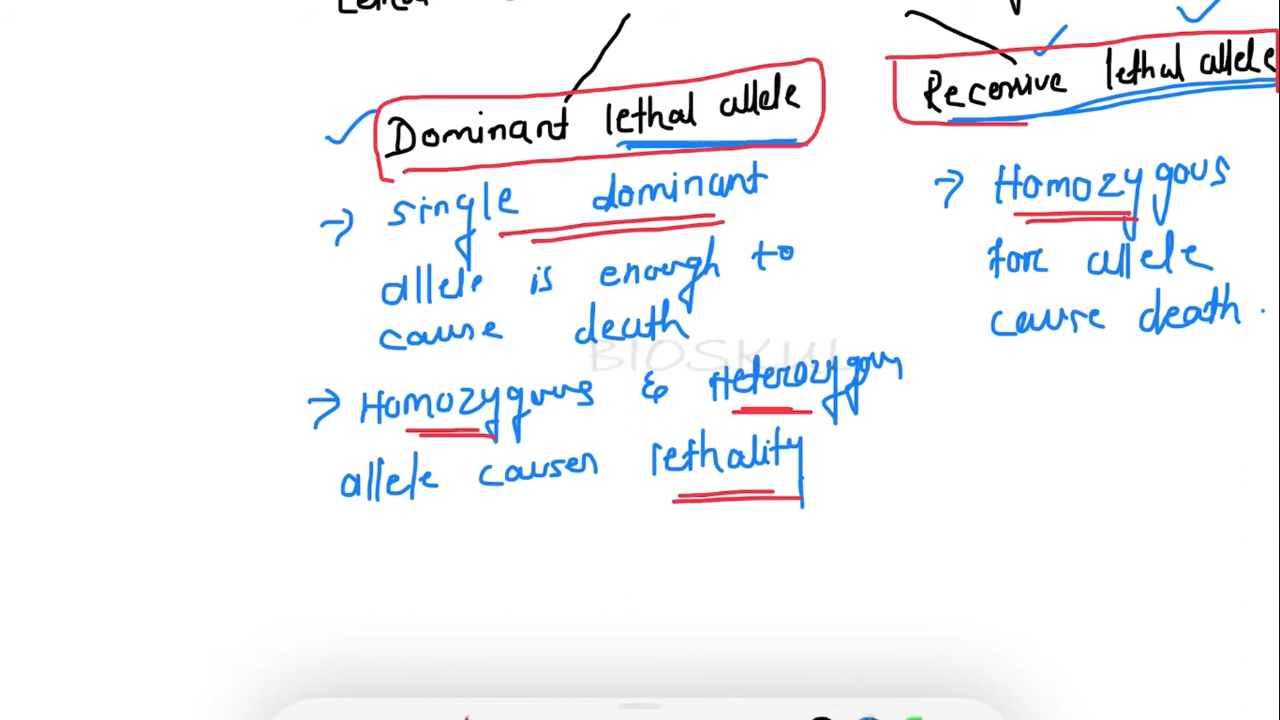 Dominant lethal allele
→ single dominant
allele is enough to
cause death
→ Homozygous & Heterozygous
allele causes lethality
Recessive lethal allele
→ Homozygous
for allele
cause death.
BIOSKUL